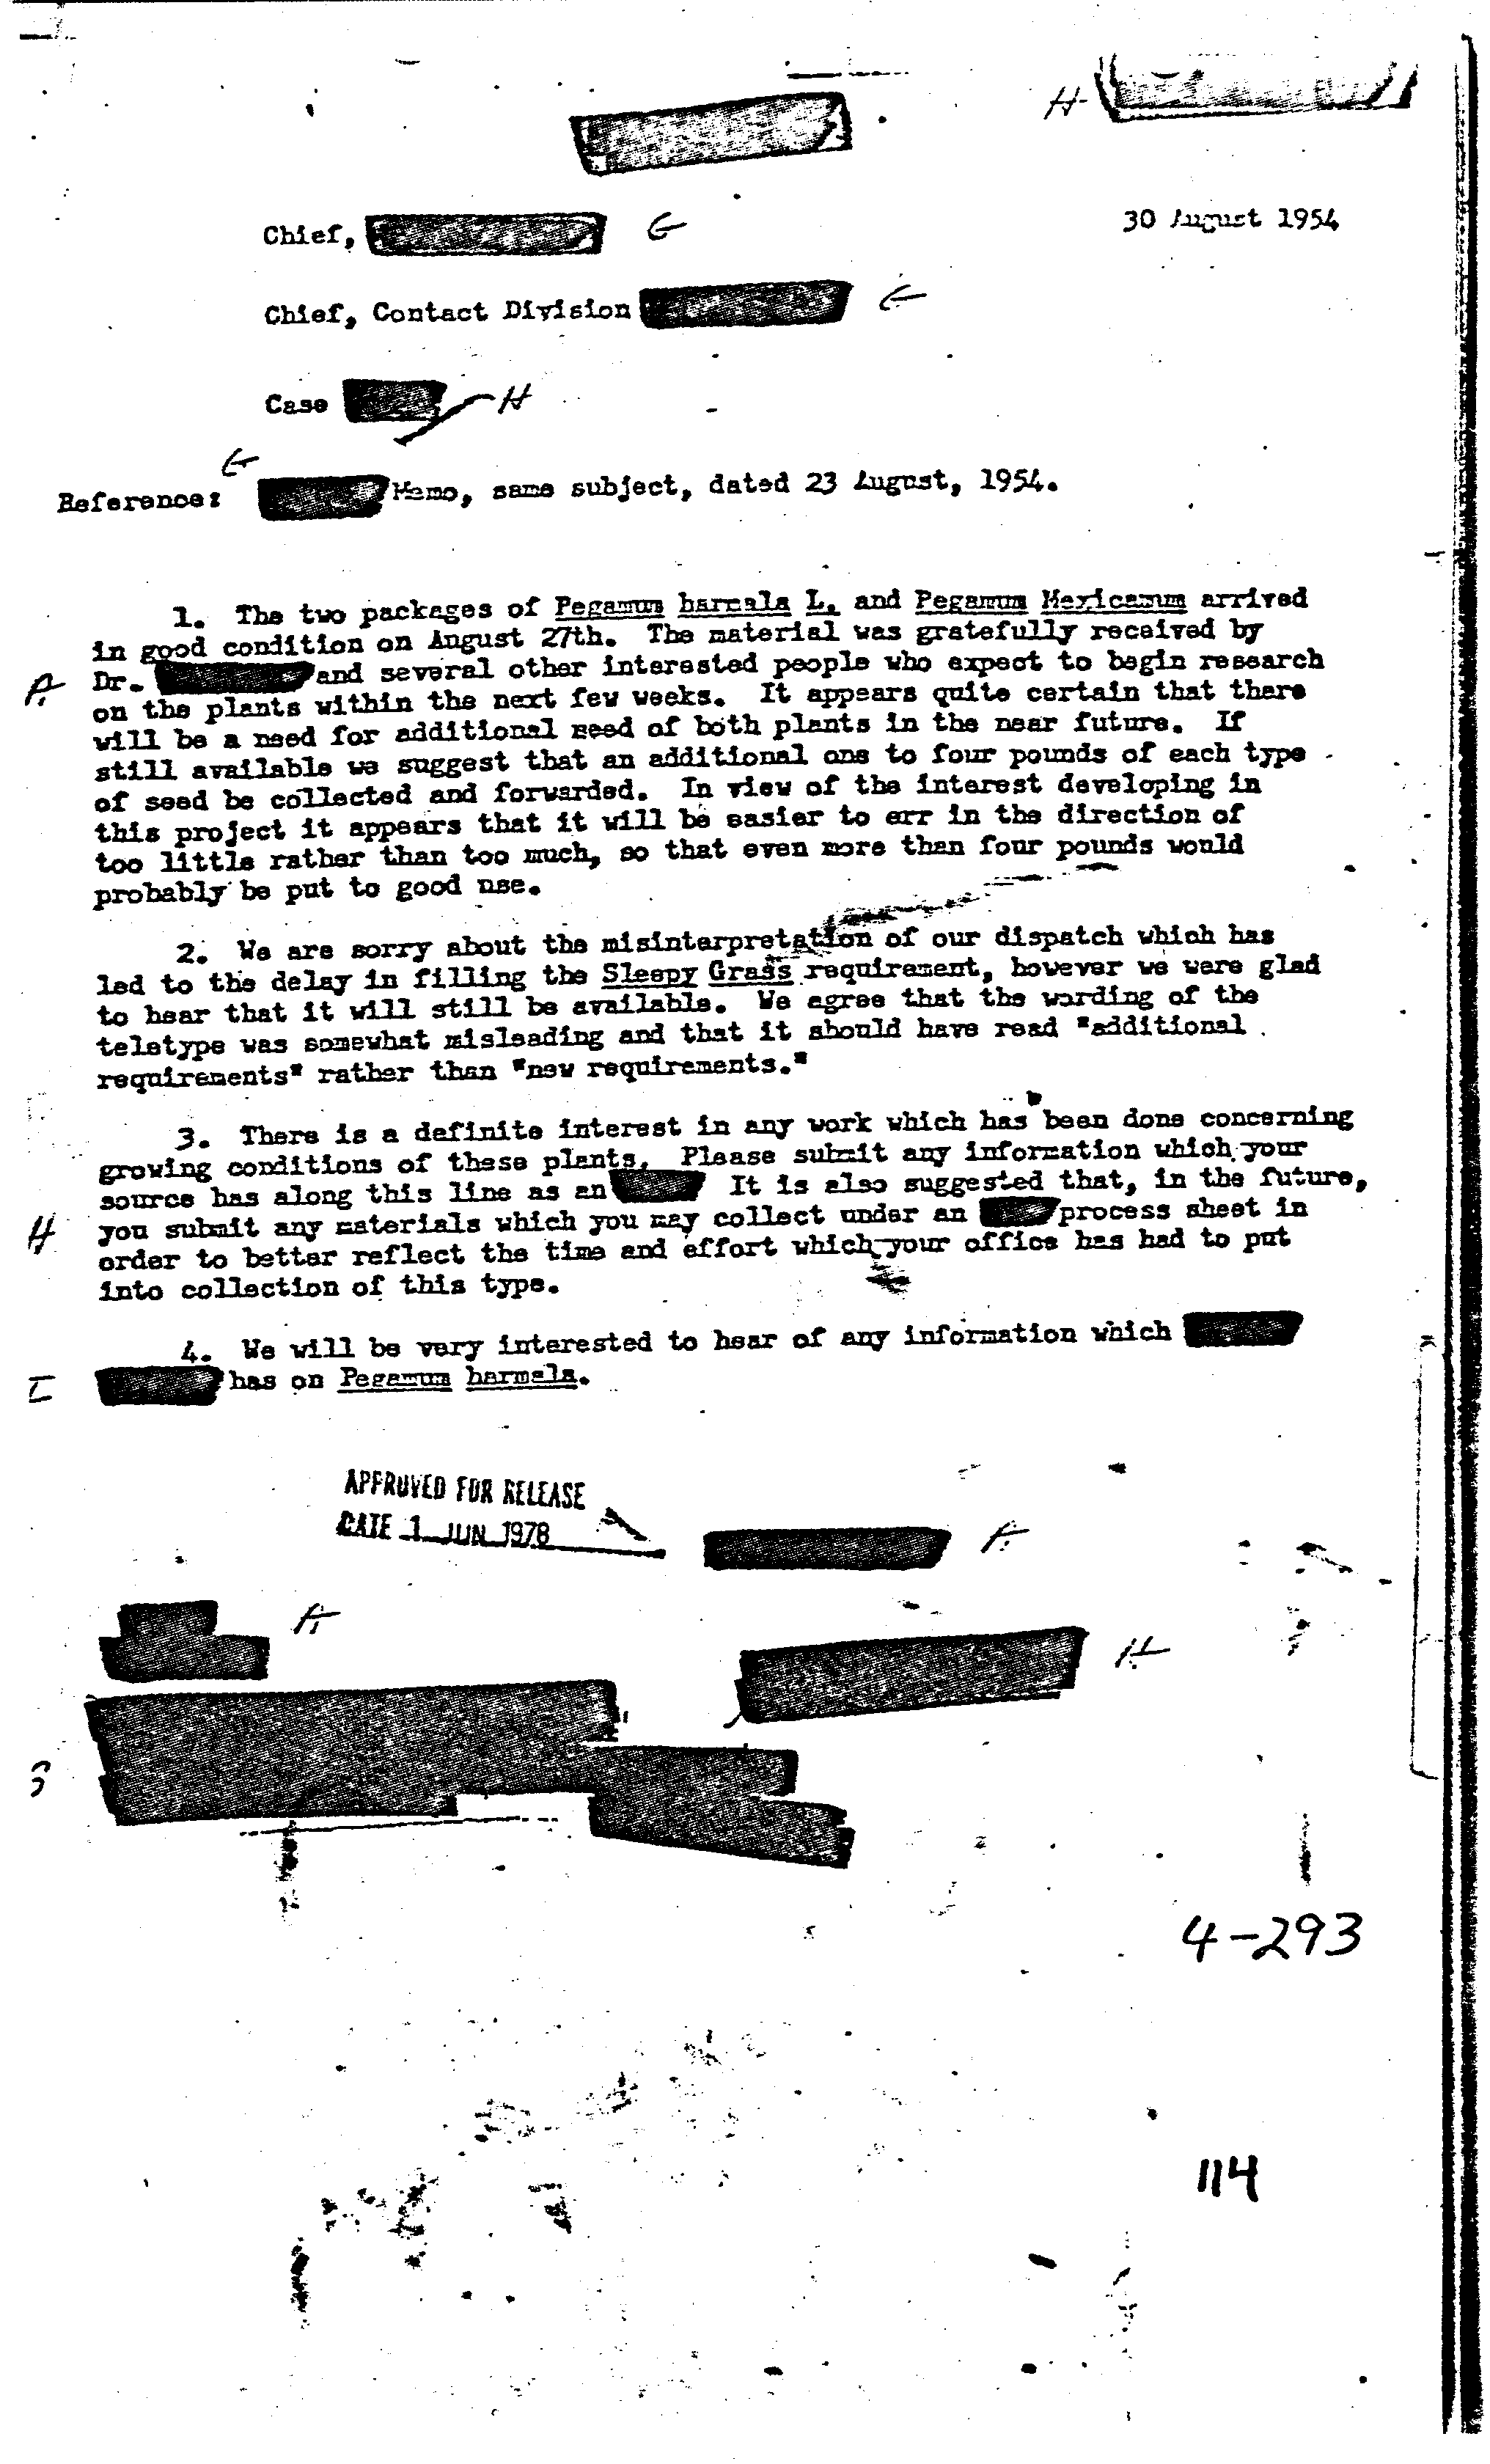 H
Chief, G
30 August 1954
Chief, Contact Division G
Case H
G
Reference: Memo, same subject, dated 23 August, 1954.
1. The two packages of Peganum harmala L. and Peganum Mexicanum arrived
in good condition on August 27th. The material was gratefully received by
A Dr. and several other interested people who expect to begin research
on the plants within the next few weeks. It appears quite certain that there
will be a need for additional seed of both plants in the near future. If
still available we suggest that an additional one to four pounds of each type
of seed be collected and forwarded. In view of the interest developing in
this project it appears that it will be easier to err in the direction of
too little rather than too much, so that even more than four pounds would
probably be put to good use.
2. We are sorry about the misinterpretation of our dispatch which has
led to the delay in filling the Sleepy Grass requirement, however we were glad
to hear that it will still be available. We agree that the wording of the
teletype was somewhat misleading and that it should have read "additional
requirements" rather than "new requirements."
3. There is a definite interest in any work which has been done concerning
growing conditions of these plants. Please submit any information which your
source has along this line as an It is also suggested that, in the future,
H you submit any materials which you may collect under an process sheet in
order to better reflect the time and effort which your office has had to put
into collection of this type.
4. We will be very interested to hear of any information which
I has on Peganum harmala.
APPROVED FOR RELEASE
DATE 1 JUN 1978
A
A
H
4-293
114